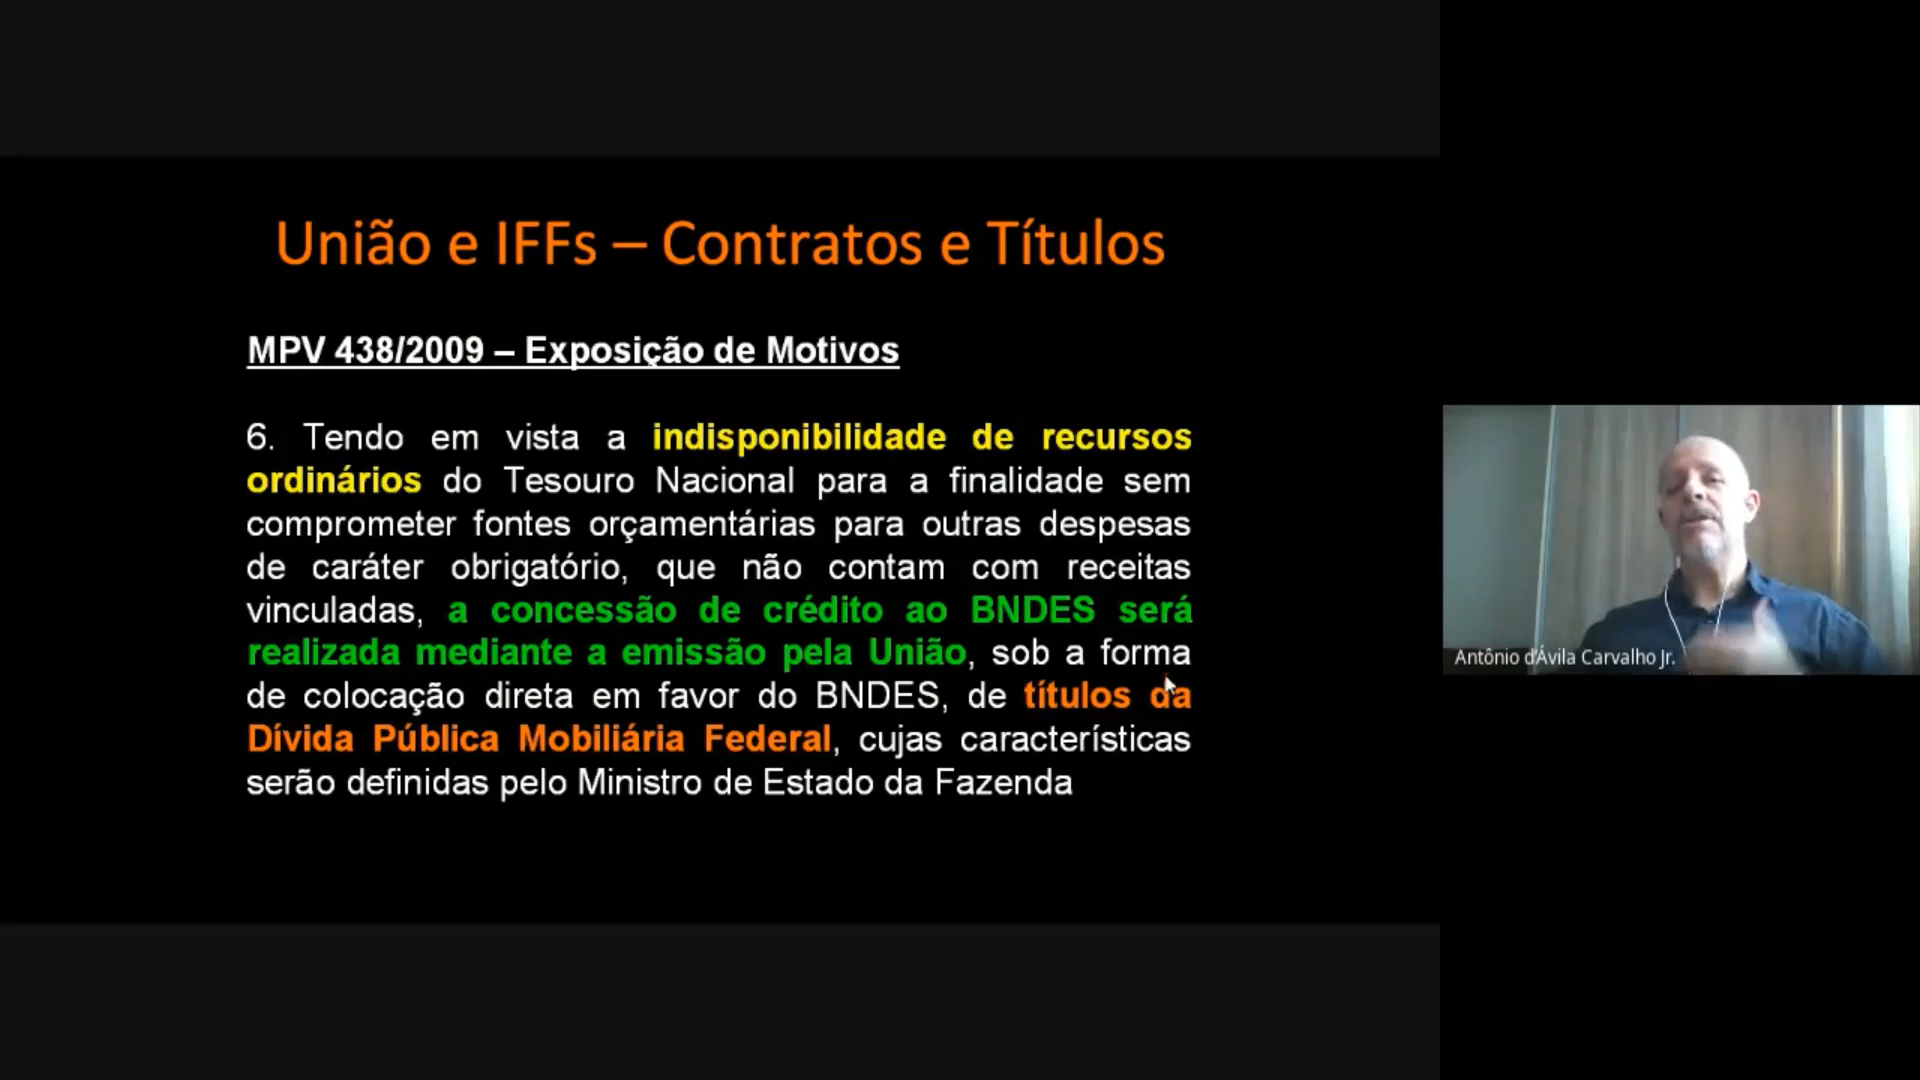 União e IFFs – Contratos e Títulos
MPV 438/2009 – Exposição de Motivos
6. Tendo em vista a indisponibilidade de recursos
ordinários do Tesouro Nacional para a finalidade sem
comprometer fontes orçamentárias para outras despesas
de caráter obrigatório, que não contam com receitas
vinculadas, a concessão de crédito ao BNDES será
realizada mediante a emissão pela União, sob a forma
de colocação direta em favor do BNDES, de títulos da
Dívida Pública Mobiliária Federal, cujas características
serão definidas pelo Ministro de Estado da Fazenda
Antônio d'Ávila Carvalho Jr.